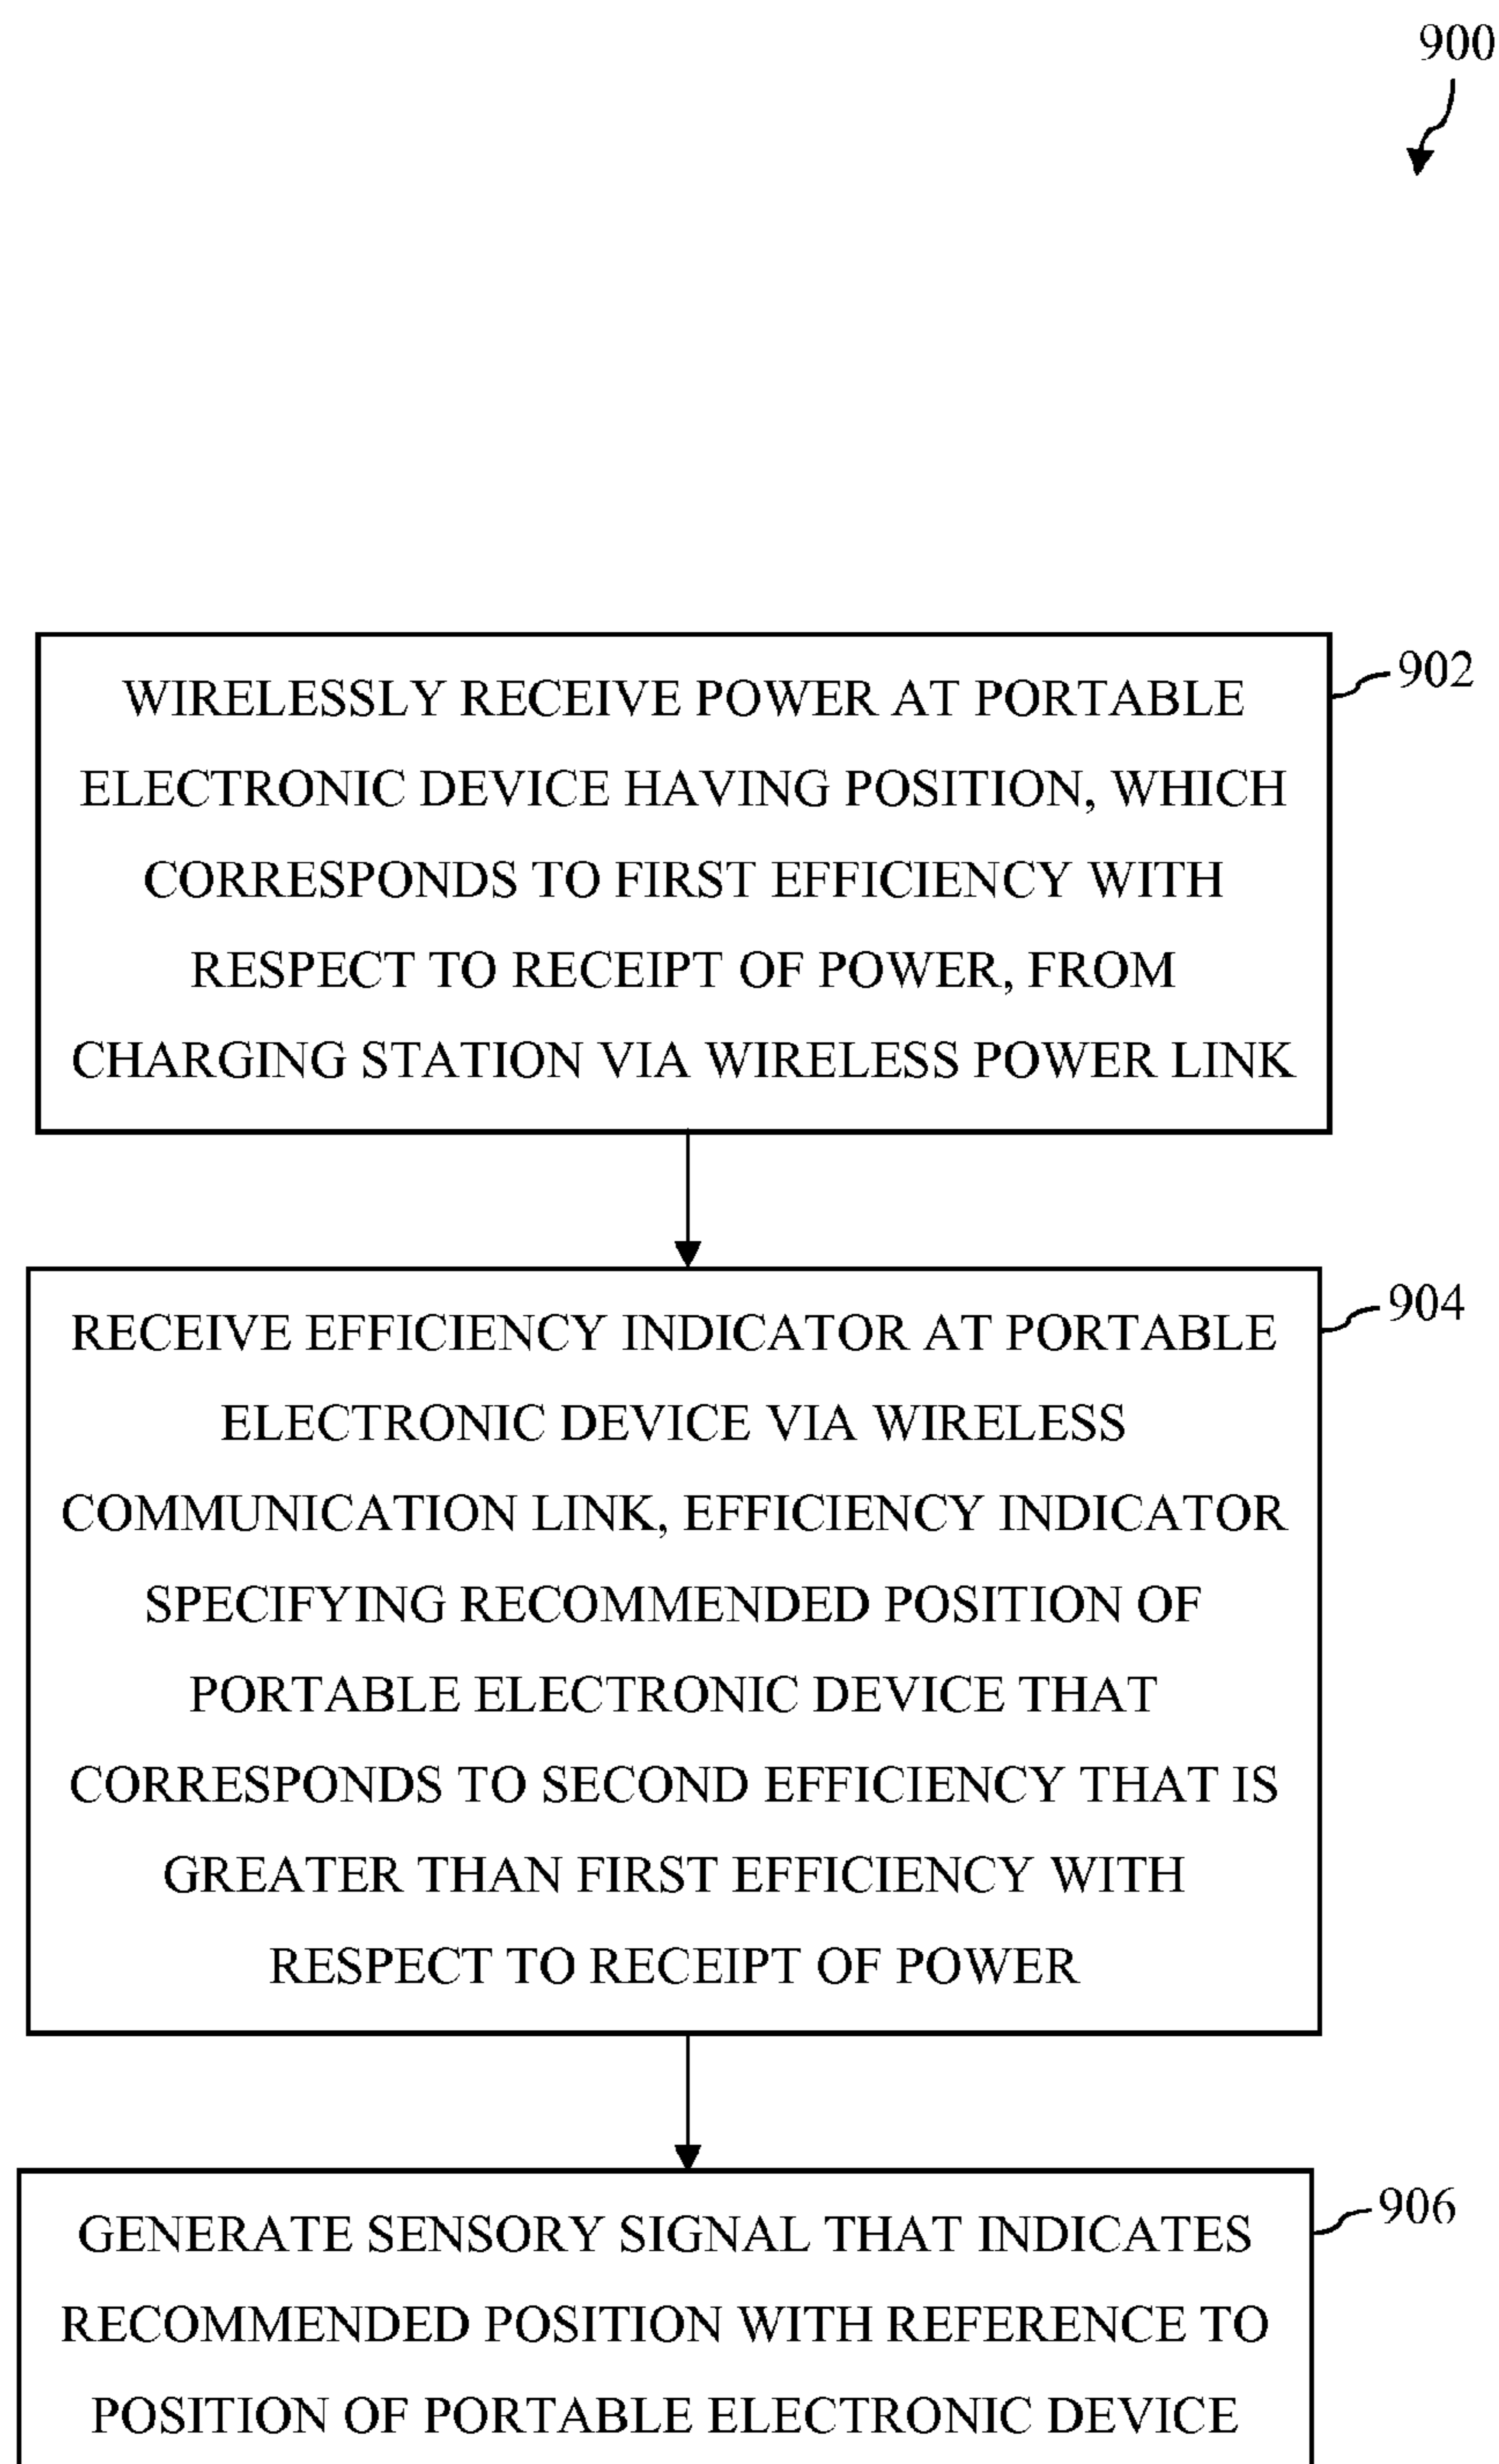 900
WIRELESSLY RECEIVE POWER AT PORTABLE
ELECTRONIC DEVICE HAVING POSITION, WHICH
CORRESPONDS TO FIRST EFFICIENCY WITH
RESPECT TO RECEIPT OF POWER, FROM
CHARGING STATION VIA WIRELESS POWER LINK
902
RECEIVE EFFICIENCY INDICATOR AT PORTABLE
ELECTRONIC DEVICE VIA WIRELESS
COMMUNICATION LINK, EFFICIENCY INDICATOR
SPECIFYING RECOMMENDED POSITION OF
PORTABLE ELECTRONIC DEVICE THAT
CORRESPONDS TO SECOND EFFICIENCY THAT IS
GREATER THAN FIRST EFFICIENCY WITH
RESPECT TO RECEIPT OF POWER
904
GENERATE SENSORY SIGNAL THAT INDICATES
RECOMMENDED POSITION WITH REFERENCE TO
POSITION OF PORTABLE ELECTRONIC DEVICE
906